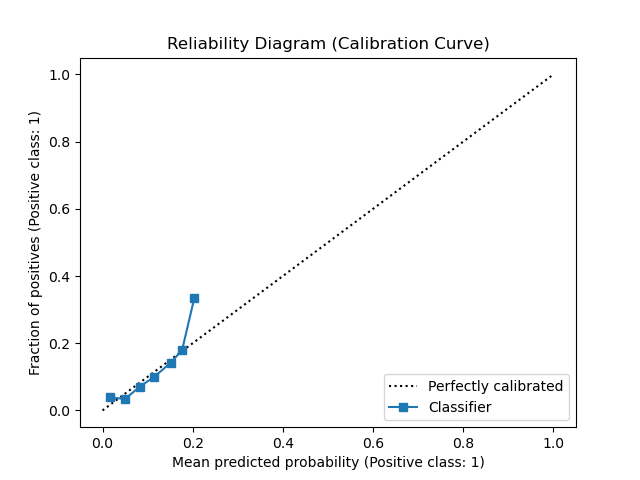 Reliability Diagram (Calibration Curve)
Fraction of positives (Positive class: 1)
1.0
0.8
0.6
0.4
0.2
0.0
Perfectly calibrated
Classifier
0.0 0.2 0.4 0.6 0.8 1.0
Mean predicted probability (Positive class: 1)